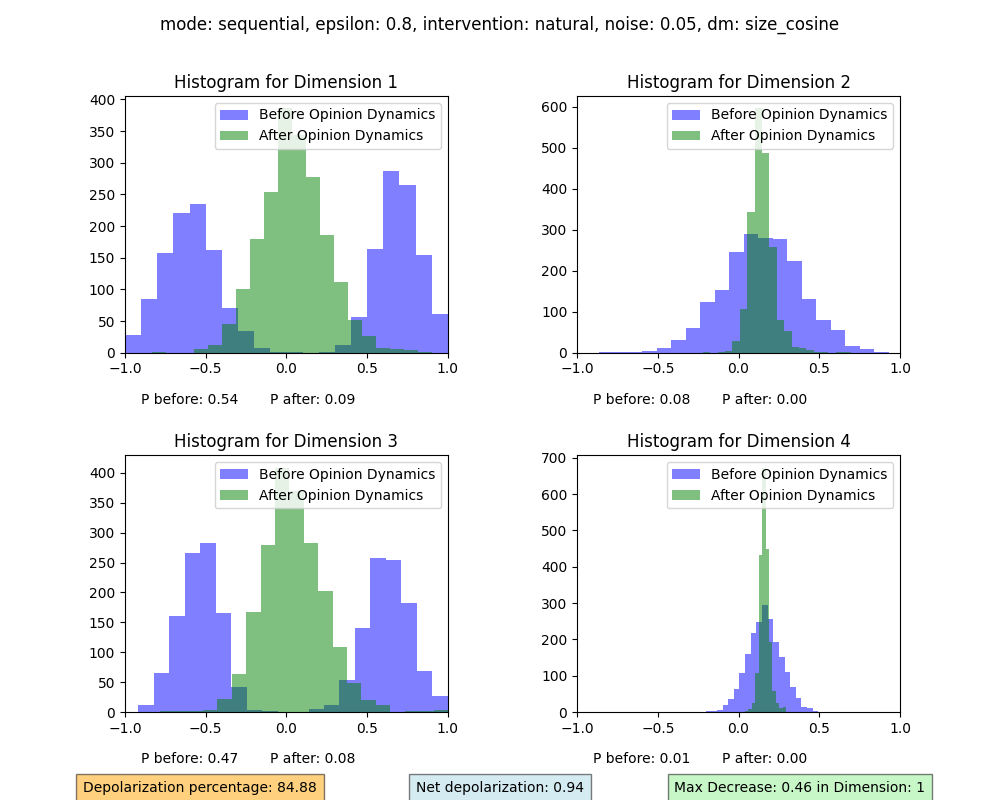 mode: sequential, epsilon: 0.8, intervention: natural, noise: 0.05, dm: size_cosine
Histogram for Dimension 1
Before Opinion Dynamics
After Opinion Dynamics
400
350
300
250
200
150
100
50
0
−1.0 −0.5 0.0 0.5 1.0
P before: 0.54 P after: 0.09
Histogram for Dimension 2
Before Opinion Dynamics
After Opinion Dynamics
600
500
400
300
200
100
0
−1.0 −0.5 0.0 0.5 1.0
P before: 0.08 P after: 0.00
Histogram for Dimension 3
Before Opinion Dynamics
After Opinion Dynamics
400
350
300
250
200
150
100
50
0
−1.0 −0.5 0.0 0.5 1.0
P before: 0.47 P after: 0.08
Histogram for Dimension 4
Before Opinion Dynamics
After Opinion Dynamics
700
600
500
400
300
200
100
0
−1.0 −0.5 0.0 0.5 1.0
P before: 0.01 P after: 0.00
Depolarization percentage: 84.88
Net depolarization: 0.94
Max Decrease: 0.46 in Dimension: 1